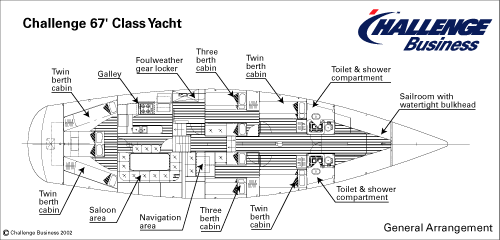 Challenge 67' Class Yacht
CHALLENGE
Business
Three
berth
cabin
Foulweather
gear locker
Twin
berth
cabin
Toilet & shower
compartment
Twin
berth
cabin
Galley
Sailroom with
watertight bulkhead
Twin
berth
cabin
Saloon
area
Navigation
area
Three
berth
cabin
Twin
berth
cabin
Toilet & shower
compartment
General Arrangement
© Challenge Business 2002